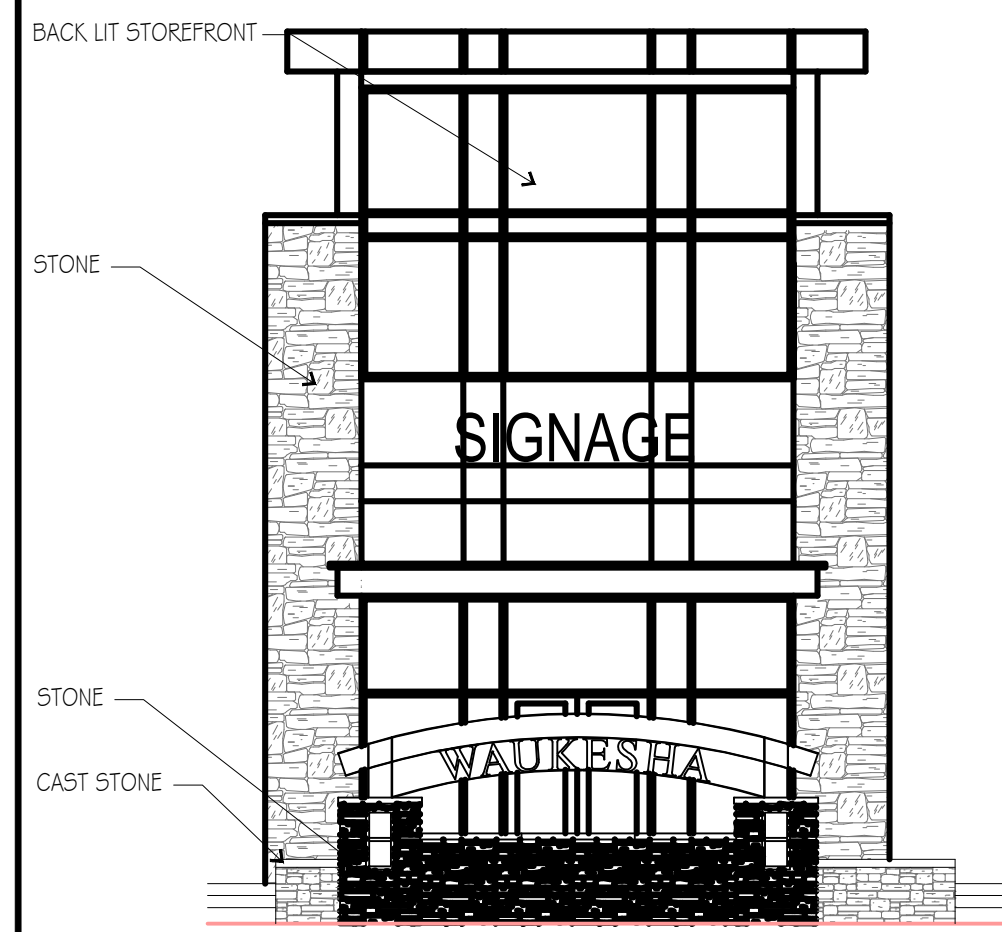 BACK LIT STOREFRONT
STONE
SIGNAGE
STONE
WAUKESHA
CAST STONE